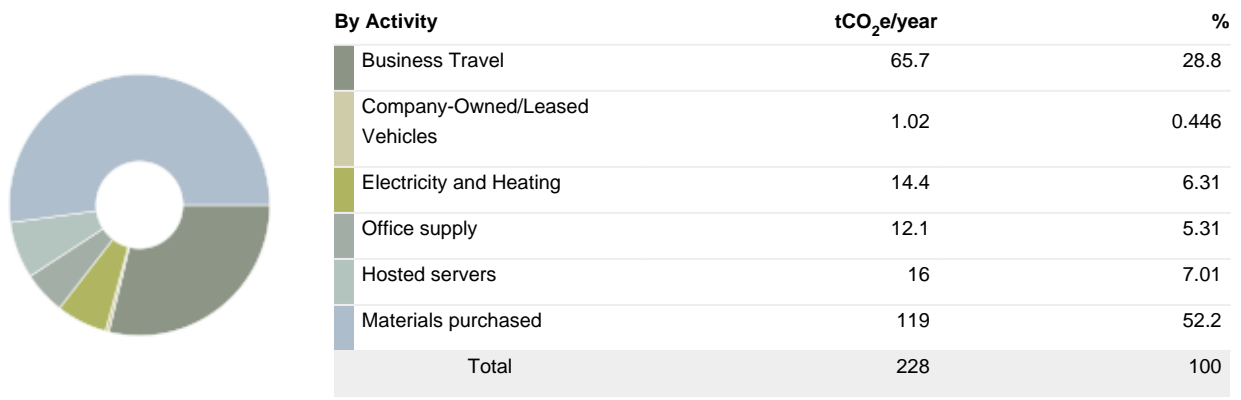 By Activity tCO2e/year %
Business Travel 65.7 28.8
Company-Owned/Leased
Vehicles 1.02 0.446
Electricity and Heating 14.4 6.31
Office supply 12.1 5.31
Hosted servers 16 7.01
Materials purchased 119 52.2
Total 228 100